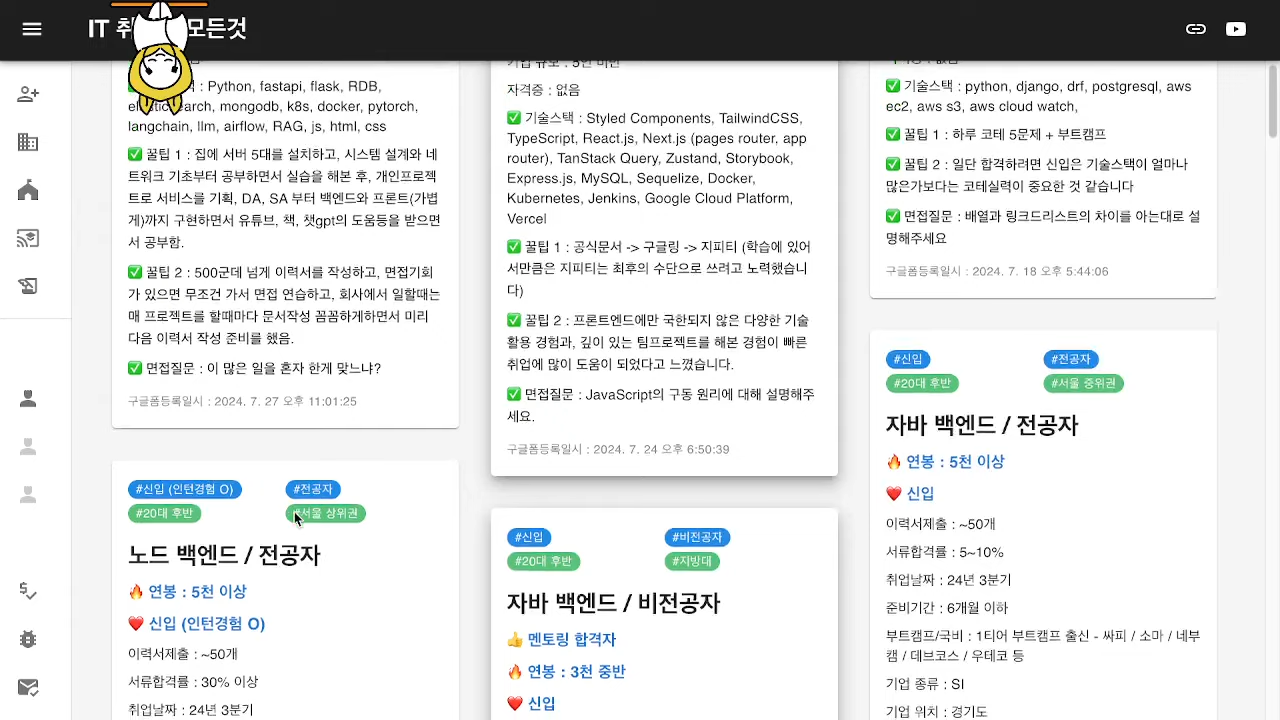 IT 취 모든것
: Python, fastapi, flask, RDB,
search, mongodb, k8s, docker, pytorch,
langchain, llm, airflow, RAG, js, html, css
✅ 꿀팁 1 : 집에 서버 5대를 설치하고, 시스템 설계와 네
트워크 기초부터 공부하면서 실습을 해본 후, 개인프로젝
트로 서비스를 기획, DA, SA 부터 백엔드와 프론트(가볍
게)까지 구현하면서 유튜브, 책, 챗gpt의 도움등을 받으면
서 공부함.
✅ 꿀팁 2 : 500군데 넘게 이력서를 작성하고, 면접기회
가 있으면 무조건 가서 면접 연습하고, 회사에서 일할때는
매 프로젝트를 할때마다 문서작성 꼼꼼하게하면서 미리
다음 이력서 작성 준비를 했음.
✅ 면접질문 : 이 많은 일을 혼자 한게 맞느냐?
구글폼등록일시 : 2024. 7. 27 오후 11:01:25
#신입 (인턴경험 O) #전공자
#20대 후반 #서울 상위권
노드 백엔드 / 전공자
🔥 연봉 : 5천 이상
❤️ 신입 (인턴경험 O)
이력서제출 : ~50개
서류합격률 : 30% 이상
취업날짜 : 24년 3분기
기업 규모 : 5인 미만
자격증 : 없음
✅ 기술스택 : Styled Components, TailwindCSS,
TypeScript, React.js, Next.js (pages router, app
router), TanStack Query, Zustand, Storybook,
Express.js, MySQL, Sequelize, Docker,
Kubernetes, Jenkins, Google Cloud Platform,
Vercel
✅ 꿀팁 1 : 공식문서 -> 구글링 -> 지피티 (학습에 있어
서만큼은 지피티는 최후의 수단으로 쓰려고 노력했습니
다)
✅ 꿀팁 2 : 프론트엔드에만 국한되지 않은 다양한 기술
활용 경험과, 깊이 있는 팀프로젝트를 해본 경험이 빠른
취업에 많이 도움이 되었다고 느꼈습니다.
✅ 면접질문 : JavaScript의 구동 원리에 대해 설명해주
세요.
구글폼등록일시 : 2024. 7. 24 오후 6:50:39
#신입 #비전공자
#20대 후반 #지방대
자바 백엔드 / 비전공자
👍 멘토링 합격자
🔥 연봉 : 3천 중반
❤️ 신입
✅ 기술스택 : python, django, drf, postgresql, aws
ec2, aws s3, aws cloud watch,
✅ 꿀팁 1 : 하루 코테 5문제 + 부트캠프
✅ 꿀팁 2 : 일단 합격하려면 신입은 기술스택이 얼마나
많은가보다는 코테실력이 중요한 것 같습니다
✅ 면접질문 : 배열과 링크드리스트의 차이를 아는대로 설
명해주세요
구글폼등록일시 : 2024. 7. 18 오후 5:44:06
#신입 #전공자
#20대 후반 #서울 중위권
자바 백엔드 / 전공자
🔥 연봉 : 5천 이상
❤️ 신입
이력서제출 : ~50개
서류합격률 : 5~10%
취업날짜 : 24년 3분기
준비기간 : 6개월 이하
부트캠프/국비 : 1티어 부트캠프 출신 - 싸피 / 소마 / 네부
캠 / 데브코스 / 우테코 등
기업 종류 : SI
기업 위치 : 경기도